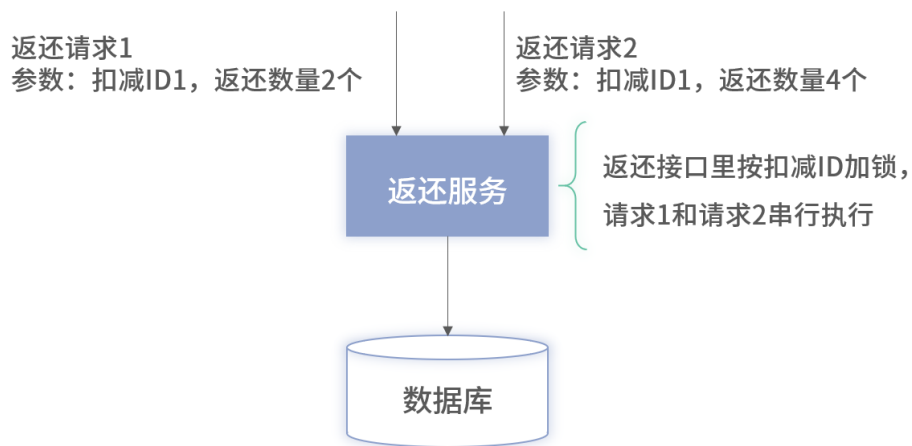 返还请求1
参数：扣减ID1，返还数量2个
返还请求2
参数：扣减ID1，返还数量4个
返还服务
返还接口里按扣减ID加锁，
请求1和请求2串行执行
数据库